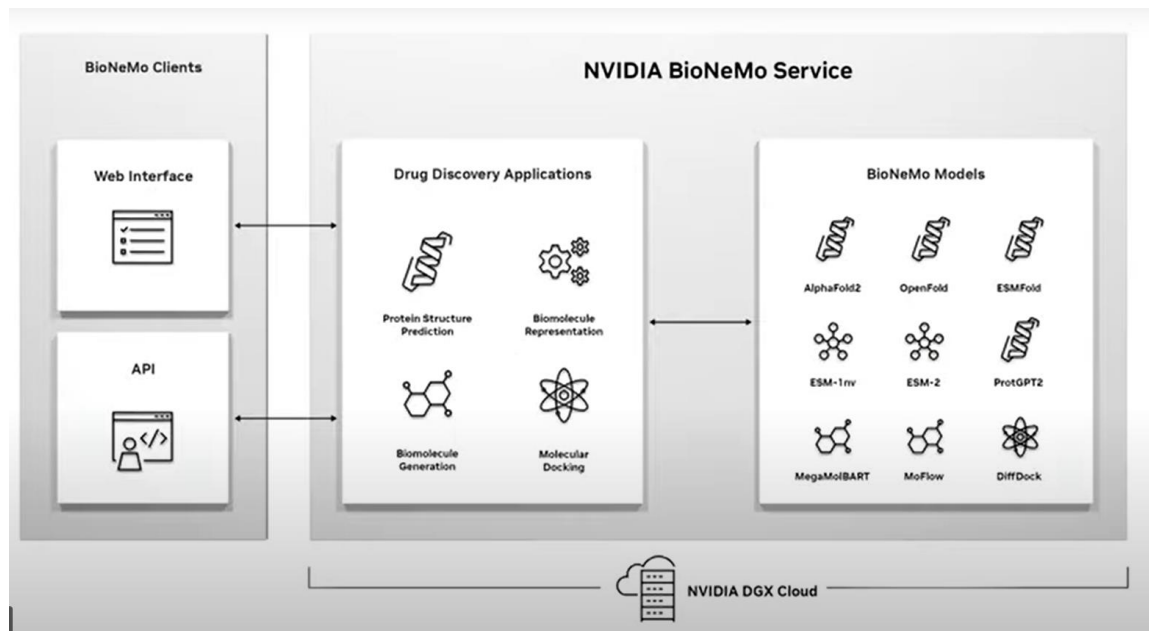 BioNeMo Clients
Web Interface
API
NVIDIA BioNeMo Service
Drug Discovery Applications
Protein Structure
Prediction
Biomolecule
Representation
Biomolecule
Generation
Molecular
Docking
BioNeMo Models
AlphaFold2
OpenFold
ESMFold
ESM-1nv
ESM-2
ProtGPT2
MegaMolBART
MoFlow
DiffDock
NVIDIA DGX Cloud